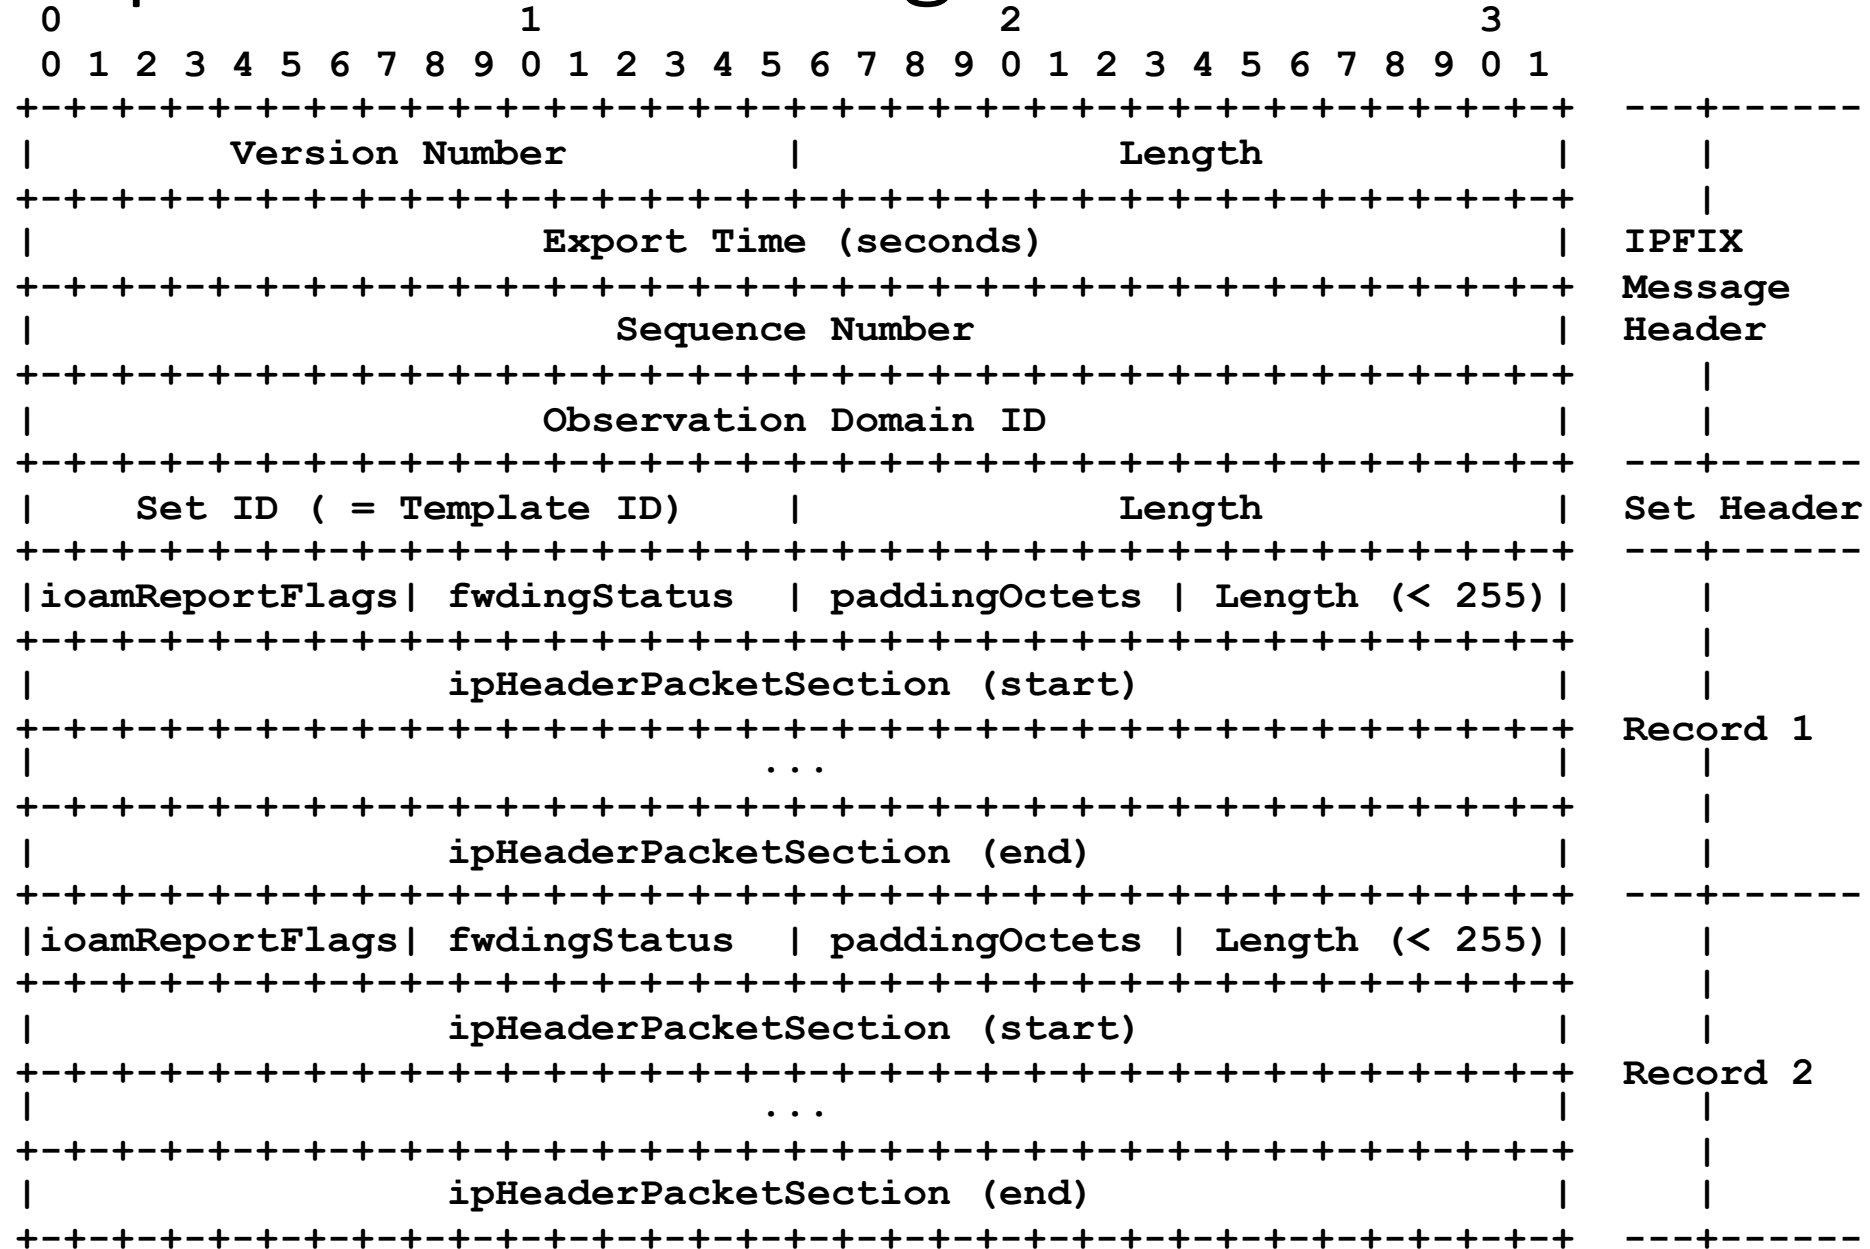 0                   1                   2                   3
0 1 2 3 4 5 6 7 8 9 0 1 2 3 4 5 6 7 8 9 0 1 2 3 4 5 6 7 8 9 0 1
+-+-+-+-+-+-+-+-+-+-+-+-+-+-+-+-+-+-+-+-+-+-+-+-+-+-+-+-+-+-+-+-+  ---+------
|        Version Number         |             Length            |     |
+-+-+-+-+-+-+-+-+-+-+-+-+-+-+-+-+-+-+-+-+-+-+-+-+-+-+-+-+-+-+-+-+     |
|                     Export Time (seconds)                     |  IPFIX
+-+-+-+-+-+-+-+-+-+-+-+-+-+-+-+-+-+-+-+-+-+-+-+-+-+-+-+-+-+-+-+-+  Message
|                        Sequence Number                        |  Header
+-+-+-+-+-+-+-+-+-+-+-+-+-+-+-+-+-+-+-+-+-+-+-+-+-+-+-+-+-+-+-+-+     |
|                     Observation Domain ID                     |     |
+-+-+-+-+-+-+-+-+-+-+-+-+-+-+-+-+-+-+-+-+-+-+-+-+-+-+-+-+-+-+-+-+  ---+------
|    Set ID ( = Template ID)    |             Length            |  Set Header
+-+-+-+-+-+-+-+-+-+-+-+-+-+-+-+-+-+-+-+-+-+-+-+-+-+-+-+-+-+-+-+-+  ---+------
|ioamReportFlags| fwdingStatus  | paddingOctets | Length (< 255)|     |
+-+-+-+-+-+-+-+-+-+-+-+-+-+-+-+-+-+-+-+-+-+-+-+-+-+-+-+-+-+-+-+-+     |
|                 ipHeaderPacketSection (start)                 |     |
+-+-+-+-+-+-+-+-+-+-+-+-+-+-+-+-+-+-+-+-+-+-+-+-+-+-+-+-+-+-+-+-+  Record 1
|                              ...                              |     |
+-+-+-+-+-+-+-+-+-+-+-+-+-+-+-+-+-+-+-+-+-+-+-+-+-+-+-+-+-+-+-+-+     |
|                 ipHeaderPacketSection (end)                   |     |
+-+-+-+-+-+-+-+-+-+-+-+-+-+-+-+-+-+-+-+-+-+-+-+-+-+-+-+-+-+-+-+-+  ---+------
|ioamReportFlags| fwdingStatus  | paddingOctets | Length (< 255)|     |
+-+-+-+-+-+-+-+-+-+-+-+-+-+-+-+-+-+-+-+-+-+-+-+-+-+-+-+-+-+-+-+-+     |
|                 ipHeaderPacketSection (start)                 |     |
+-+-+-+-+-+-+-+-+-+-+-+-+-+-+-+-+-+-+-+-+-+-+-+-+-+-+-+-+-+-+-+-+  Record 2
|                              ...                              |     |
+-+-+-+-+-+-+-+-+-+-+-+-+-+-+-+-+-+-+-+-+-+-+-+-+-+-+-+-+-+-+-+-+     |
|                 ipHeaderPacketSection (end)                   |     |
+-+-+-+-+-+-+-+-+-+-+-+-+-+-+-+-+-+-+-+-+-+-+-+-+-+-+-+-+-+-+-+-+  ---+------